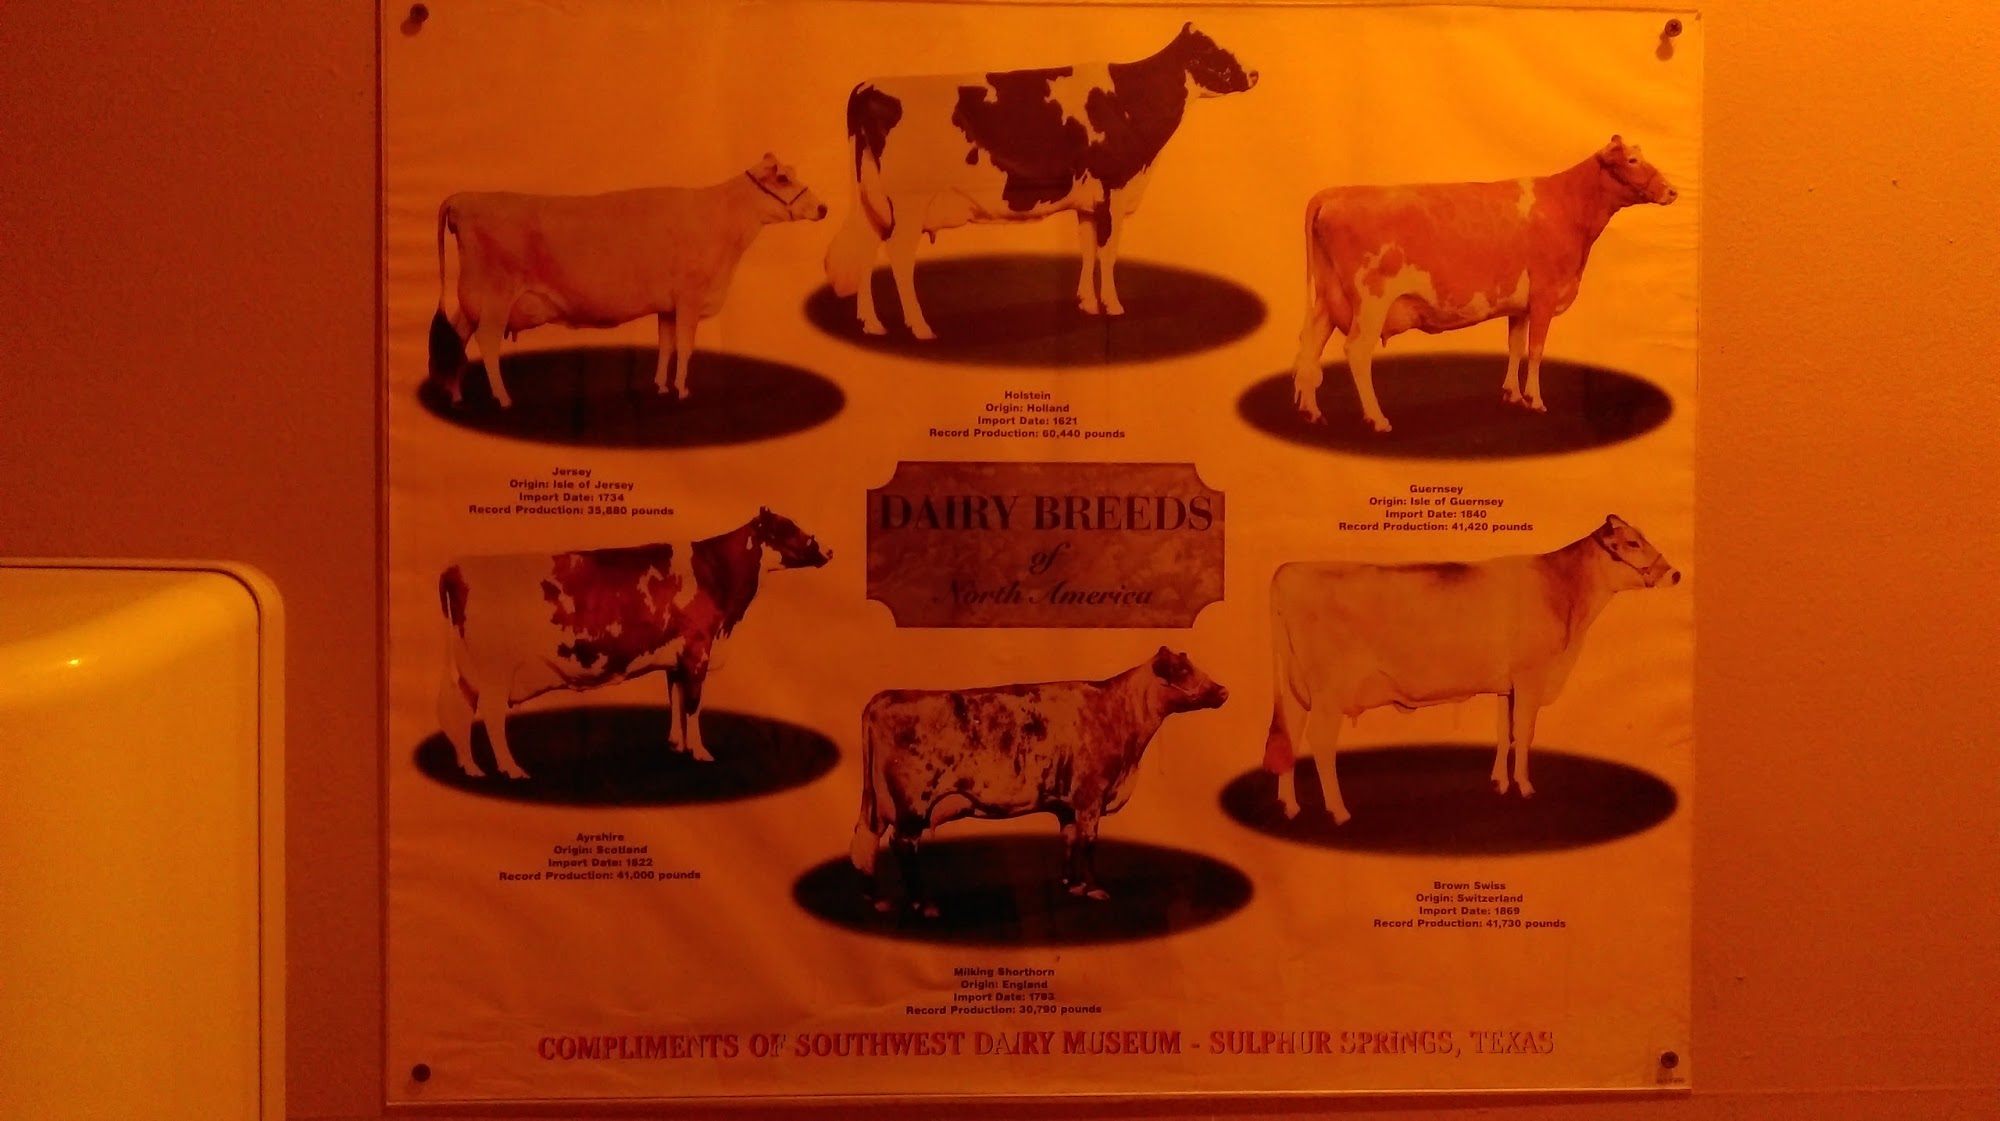 Holstein
Origin: Holland
Import Date: 1621
Record Production: 60,440 pounds
Jersey
Origin: Isle of Jersey
Import Date: 1734
Record Production: 35,880 pounds
Guernsey
Origin: Isle of Guernsey
Import Date: 1840
Record Production: 41,420 pounds
DAIRY BREEDS
of
North America
Ayrshire
Origin: Scotland
Import Date: 1822
Record Production: 41,000 pounds
Brown Swiss
Origin: Switzerland
Import Date: 1869
Record Production: 41,730 pounds
Milking Shorthorn
Origin: England
Import Date: 1783
Record Production: 30,790 pounds
COMPLIMENTS OF SOUTHWEST DAIRY MUSEUM - SULPHUR SPRINGS, TEXAS